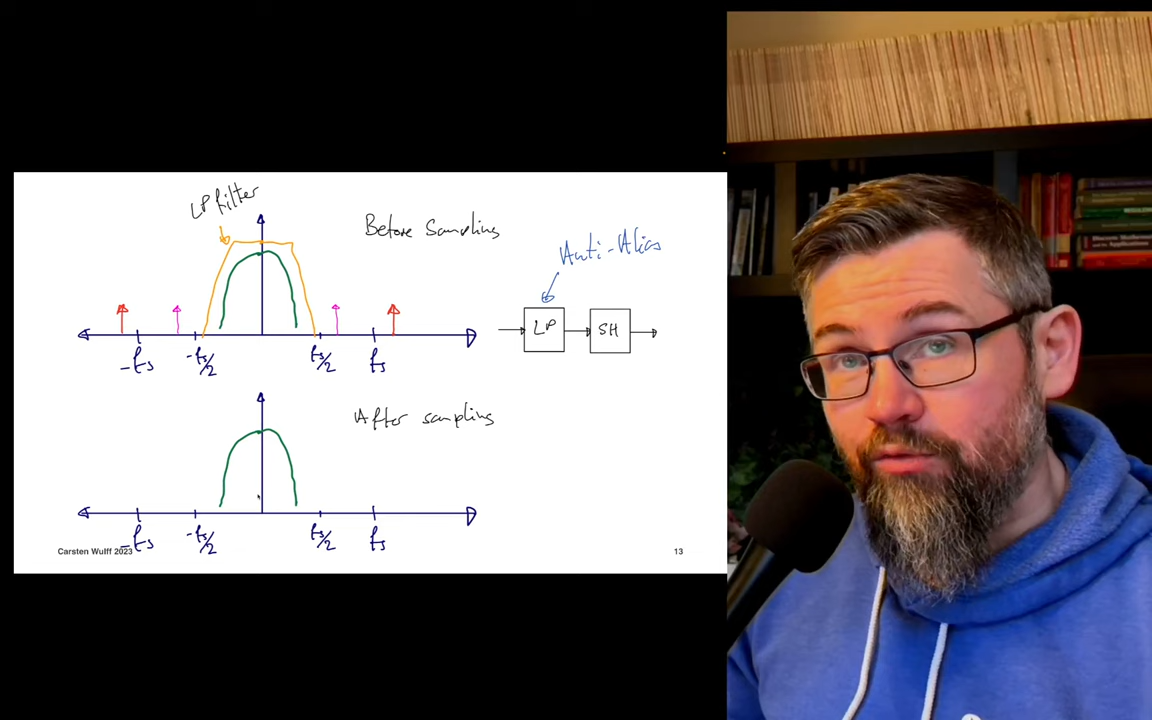 LP filter
Before Sampling
Anti-Alias
LP
SH
-fs
-fs/2
fs/2
fs
After sampling
-fs
-fs/2
fs/2
fs
Carsten Wulff 2023
13